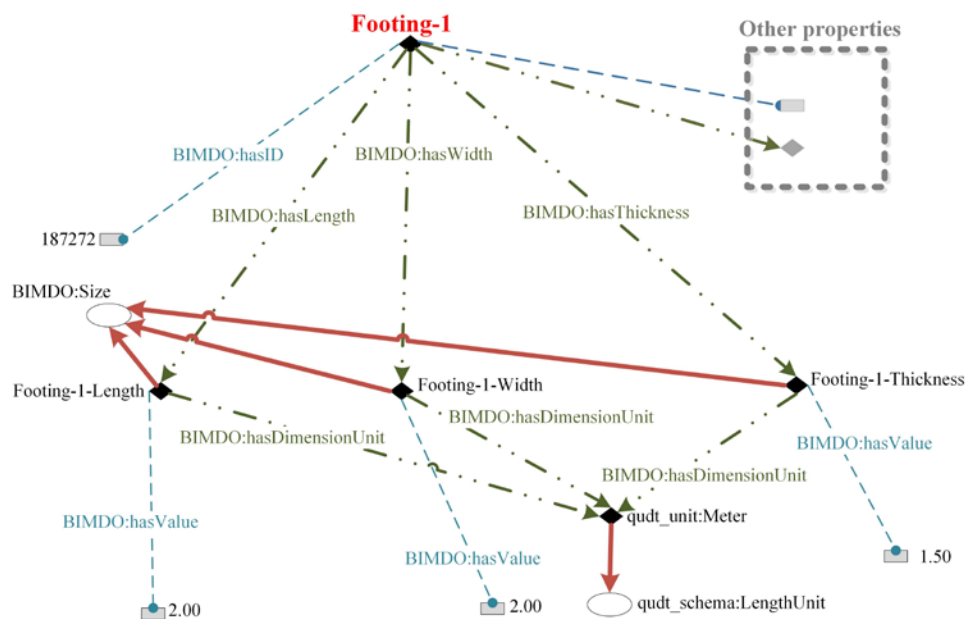 Footing-1
Other properties
BIMDO:hasID
BIMDO:hasWidth
BIMDO:hasLength
BIMDO:hasThickness
187272
BIMDO:Size
Footing-1-Length
Footing-1-Width
Footing-1-Thickness
BIMDO:hasDimensionUnit
BIMDO:hasDimensionUnit
BIMDO:hasValue
BIMDO:hasDimensionUnit
BIMDO:hasValue
qudt_unit:Meter
BIMDO:hasValue
1.50
2.00
2.00
qudt_schema:LengthUnit